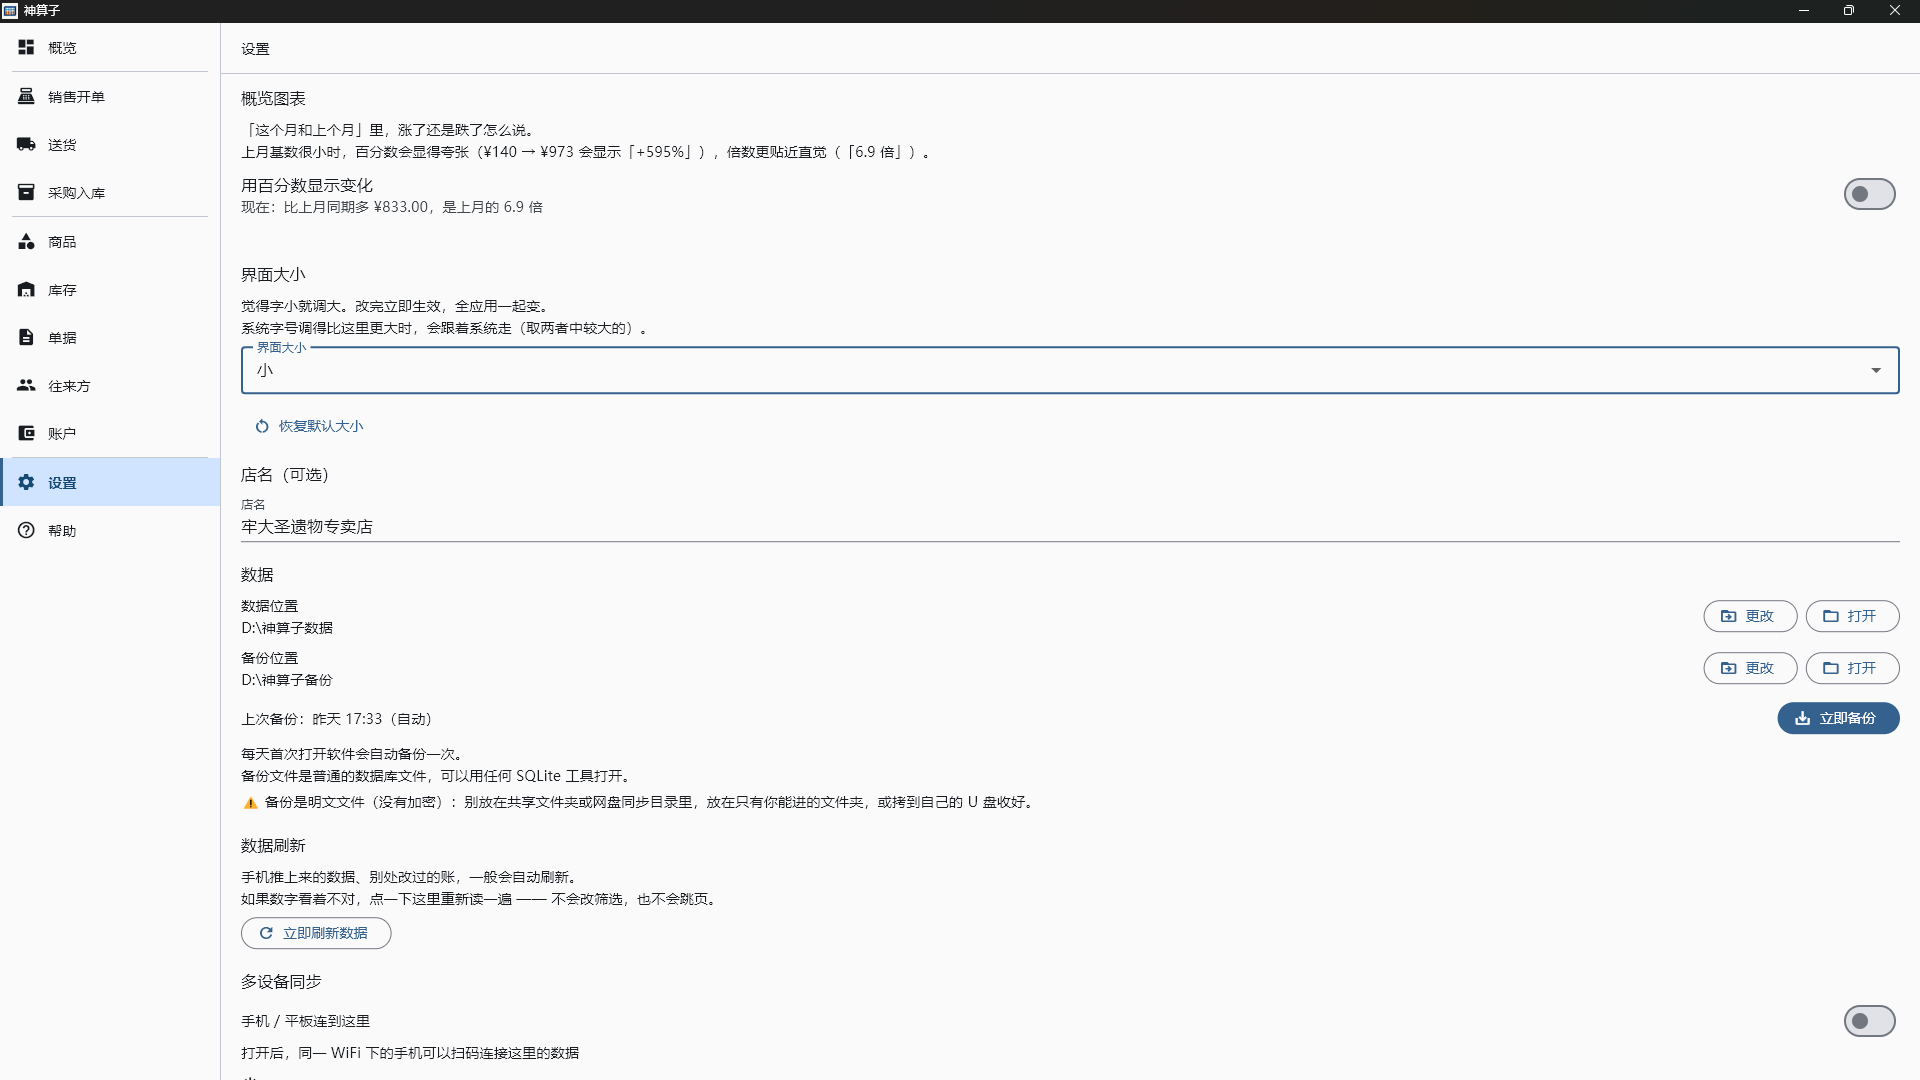 神算子
概览
销售开单
送货
采购入库
商品
库存
单据
往来方
账户
设置
帮助
设置
概览图表
「这个月和上个月」里，涨了还是跌了怎么说。
上月基数很小时，百分数会显得夸张（¥140 → ¥973 会显示「+595%」），倍数更贴近直觉（「6.9 倍」）。
用百分数显示变化
现在：比上月同期多 ¥833.00，是上月的 6.9 倍
界面大小
觉得字小就调大。改完立即生效，全应用一起变。
系统字号调得比这里更大时，会跟着系统走（取两者中较大的）。
界面大小
小
恢复默认大小
店名（可选）
店名
牢大圣遗物专卖店
数据
数据位置
D:\神算子数据
更改
打开
备份位置
D:\神算子备份
更改
打开
上次备份：昨天 17:33（自动）
立即备份
每天首次打开软件会自动备份一次。
备份文件是普通的数据库文件，可以用任何 SQLite 工具打开。
备份是明文文件（没有加密）：别放在共享文件夹或网盘同步目录里，放在只有你能进的文件夹，或拷到自己的 U 盘收好。
数据刷新
手机推上来的数据、别处改过的账，一般会自动刷新。
如果数字看着不对，点一下这里重新读一遍 —— 不会改筛选，也不会跳页。
立即刷新数据
多设备同步
手机 / 平板连到这里
打开后，同一 WiFi 下的手机可以扫码连接这里的数据